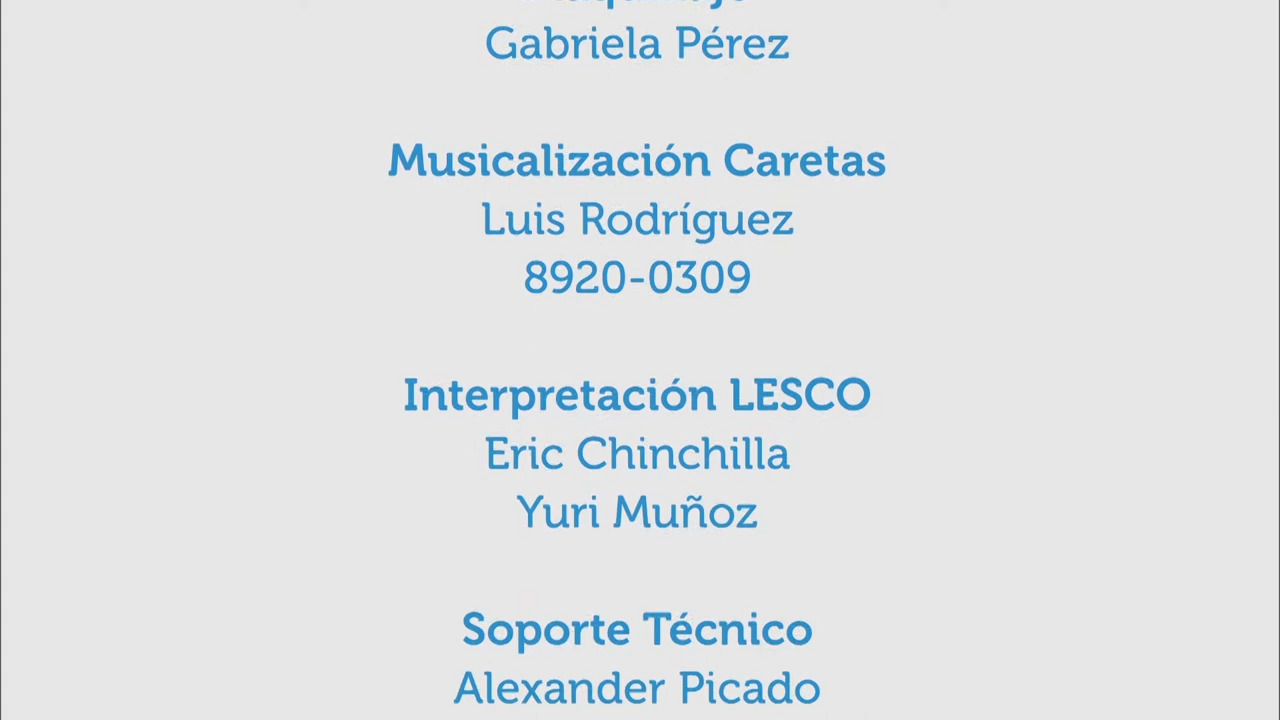 Gabriela Pérez
Musicalización Caretas
Luis Rodríguez
8920-0309
Interpretación LESCO
Eric Chinchilla
Yuri Muñoz
Soporte Técnico
Alexander Picado